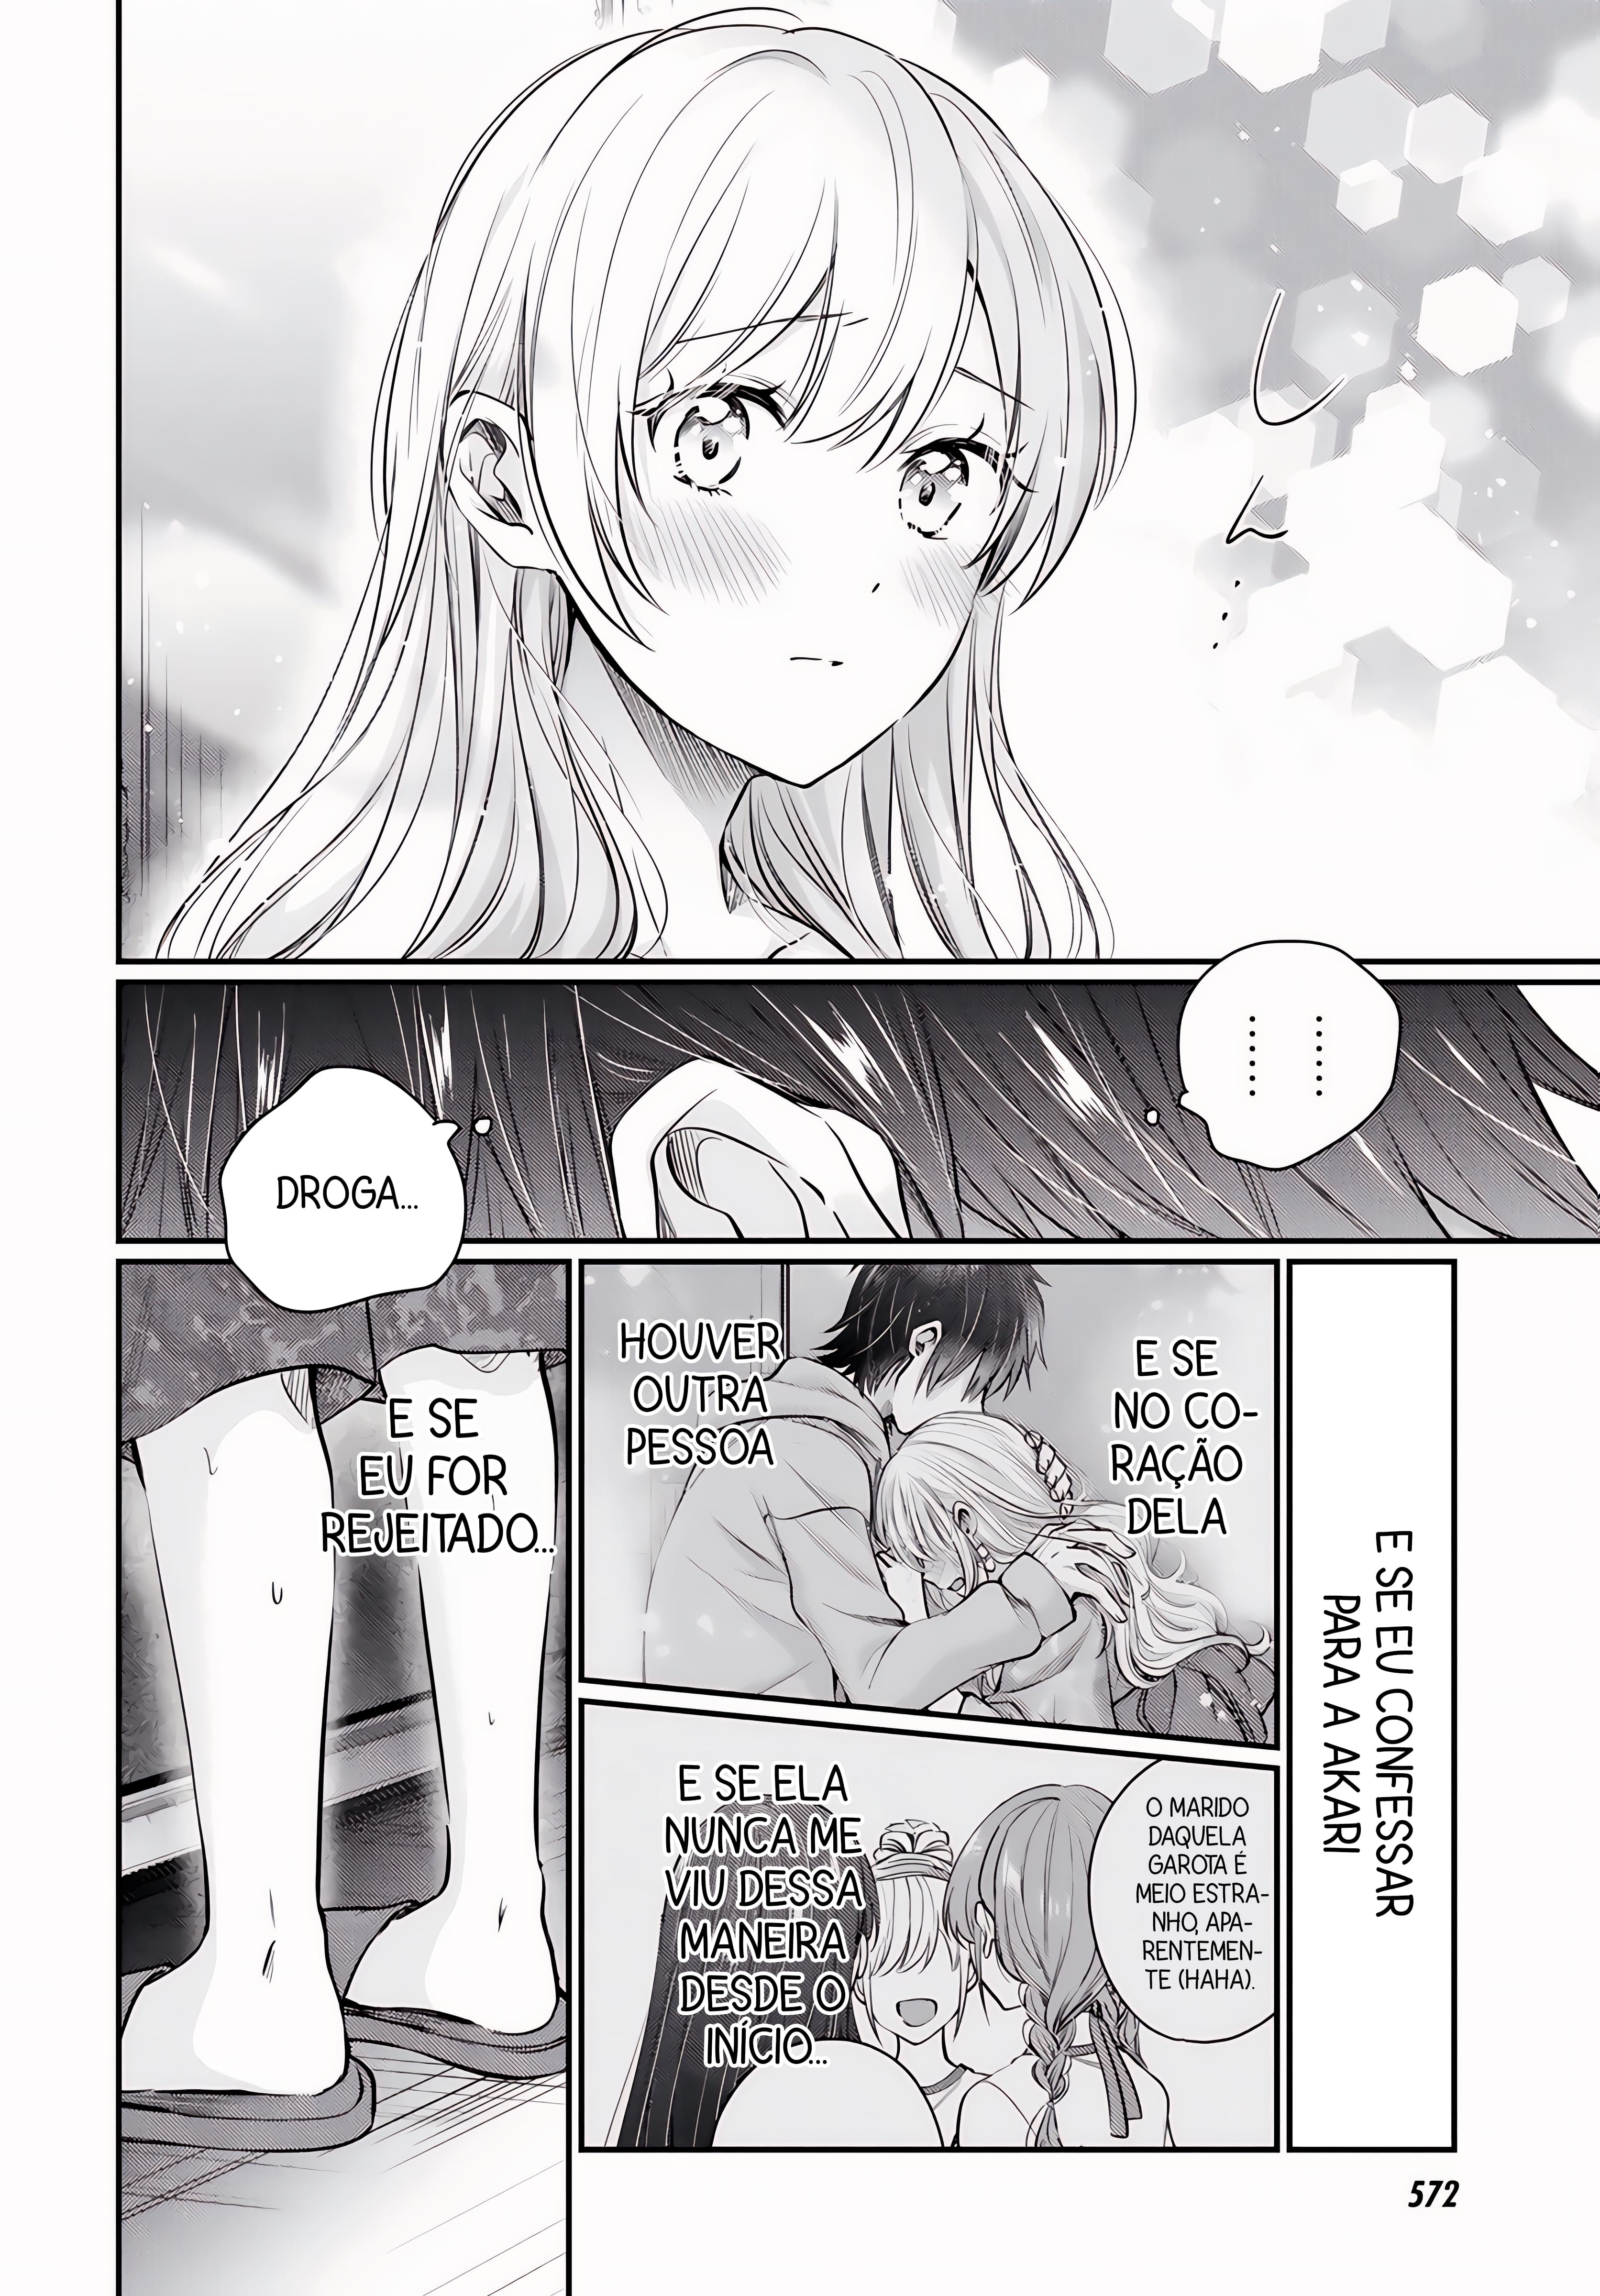 ......
......
DROGA...
E SE EU CONFESSAR
PARA A AKARI
E SE
NO CO-
RAÇÃO
DELA
HOUVER
OUTRA
PESSOA
O MARIDO
DAQUELA
GAROTA É
MEIO ESTRA-
NHO, APA-
RENTEMEN-
TE (HAHA).
E SE ELA
NUNCA ME
VIU DESSA
MANEIRA
DESDE O
INÍCIO...
E SE
EU FOR
REJEITADO...
572